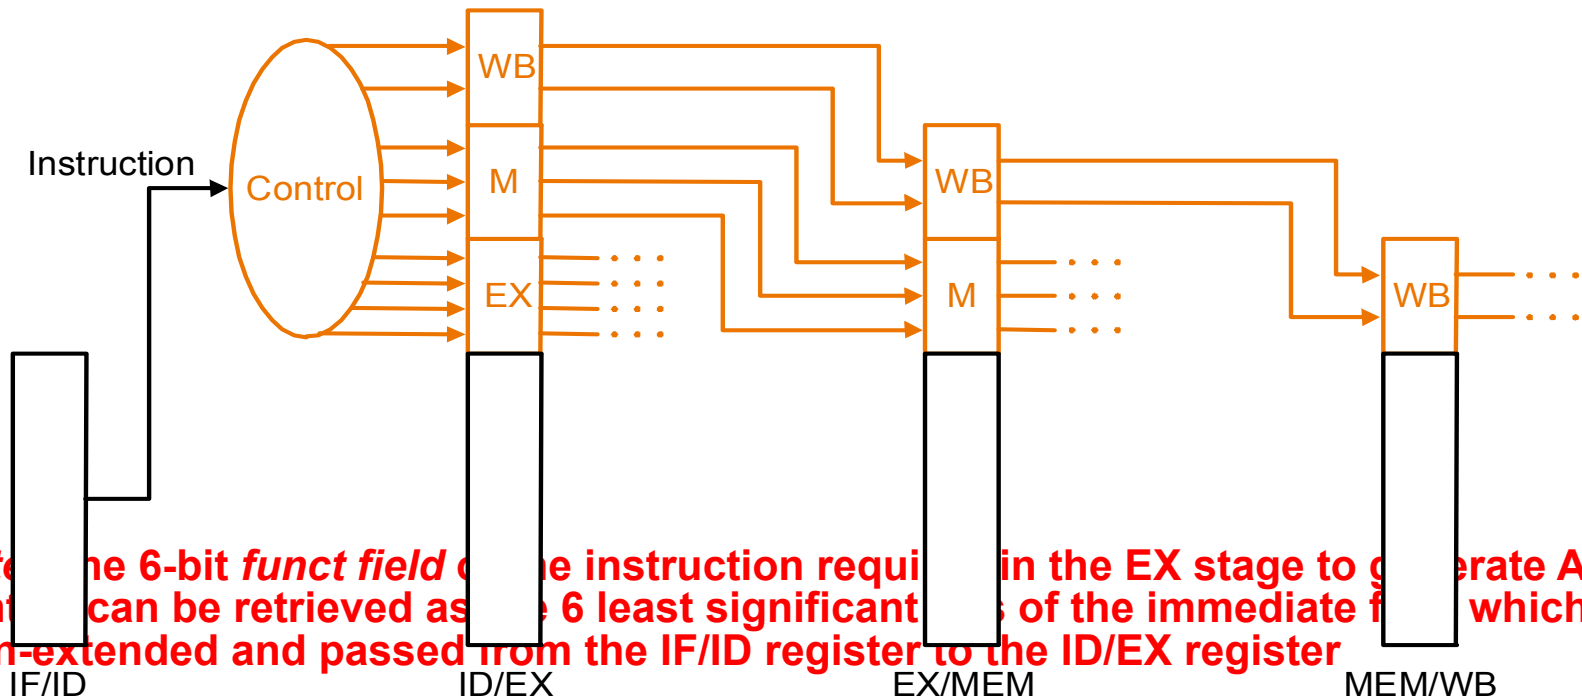 WB
Instruction
Control
M
WB
EX
M
WB
he 6-bit funct field e instruction requi in the EX stage to g erate A
can be retrieved as e 6 least significant s of the immediate f which
n-extended and passed from the IF/ID register to the ID/EX register
IF/ID
ID/EX
EX/MEM
MEM/WB